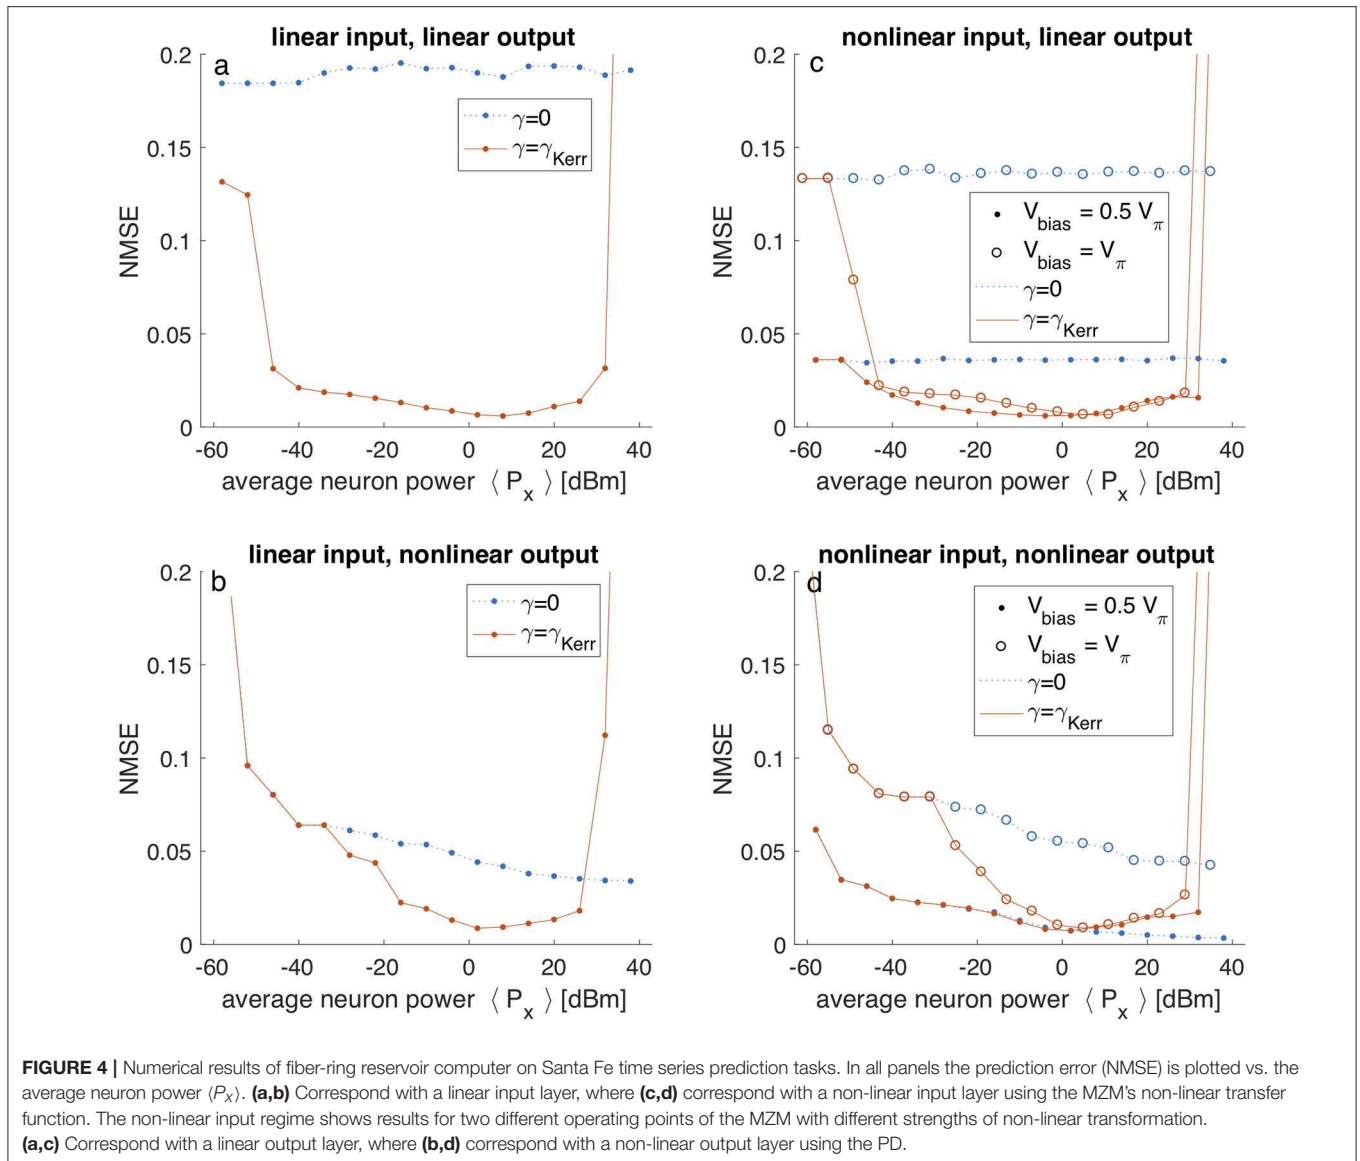 linear input, linear output
a
0.2
0.15
0.1
0.05
0
NMSE
γ=0
γ=γKerr
-60 -40 -20 0 20 40
average neuron power ⟨ Px ⟩ [dBm]
nonlinear input, linear output
c
0.2
0.15
0.1
0.05
0
NMSE
Vbias = 0.5 Vπ
Vbias = Vπ
γ=0
γ=γKerr
-60 -40 -20 0 20 40
average neuron power ⟨ Px ⟩ [dBm]
linear input, nonlinear output
b
0.2
0.15
0.1
0.05
0
NMSE
γ=0
γ=γKerr
-60 -40 -20 0 20 40
average neuron power ⟨ Px ⟩ [dBm]
nonlinear input, nonlinear output
d
0.2
0.15
0.1
0.05
0
NMSE
Vbias = 0.5 Vπ
Vbias = Vπ
γ=0
γ=γKerr
-60 -40 -20 0 20 40
average neuron power ⟨ Px ⟩ [dBm]
FIGURE 4 | Numerical results of fiber-ring reservoir computer on Santa Fe time series prediction tasks. In all panels the prediction error (NMSE) is plotted vs. the
average neuron power ⟨Px⟩. (a,b) Correspond with a linear input layer, where (c,d) correspond with a non-linear input layer using the MZM's non-linear transfer
function. The non-linear input regime shows results for two different operating points of the MZM with different strengths of non-linear transformation.
(a,c) Correspond with a linear output layer, where (b,d) correspond with a non-linear output layer using the PD.